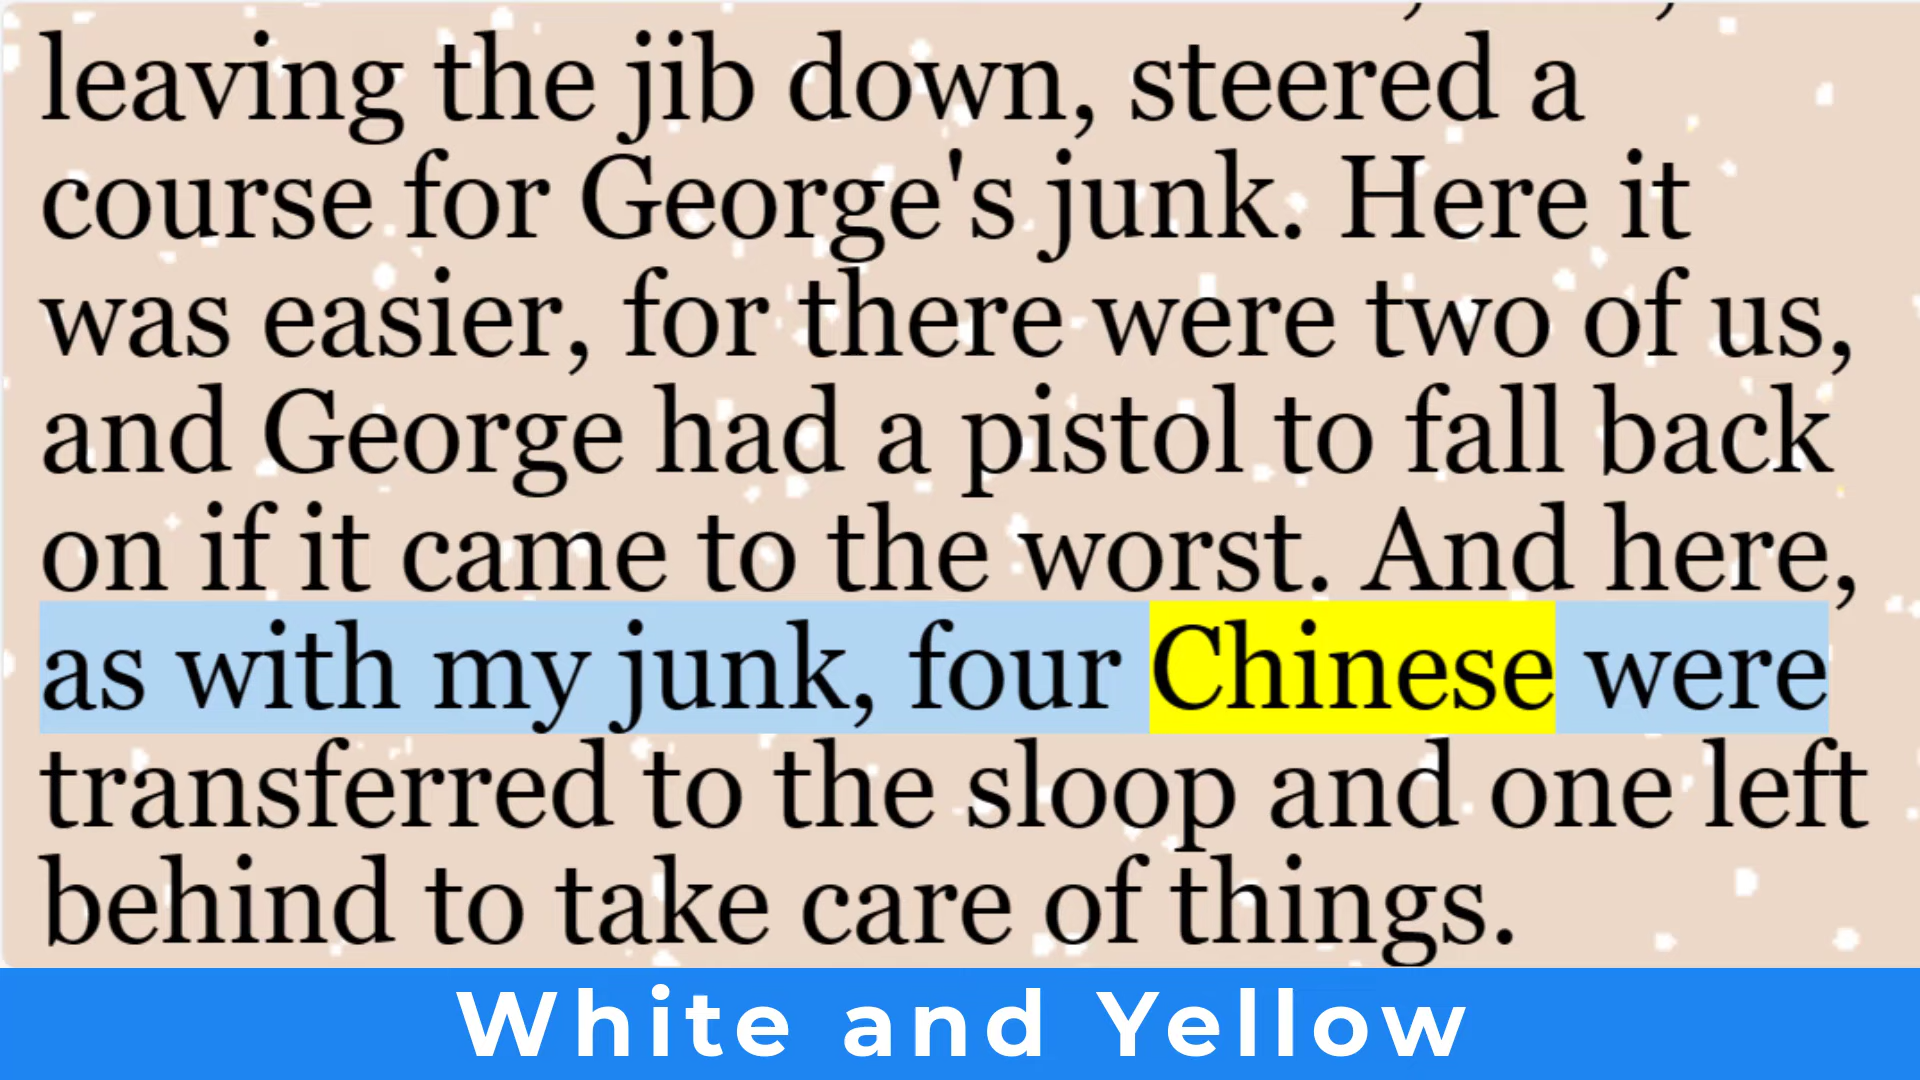 leaving the jib down, steered a
course for George's junk. Here it
was easier, for there were two of us,
and George had a pistol to fall back
on if it came to the worst. And here,
as with my junk, four Chinese were
transferred to the sloop and one left
behind to take care of things.
White and Yellow